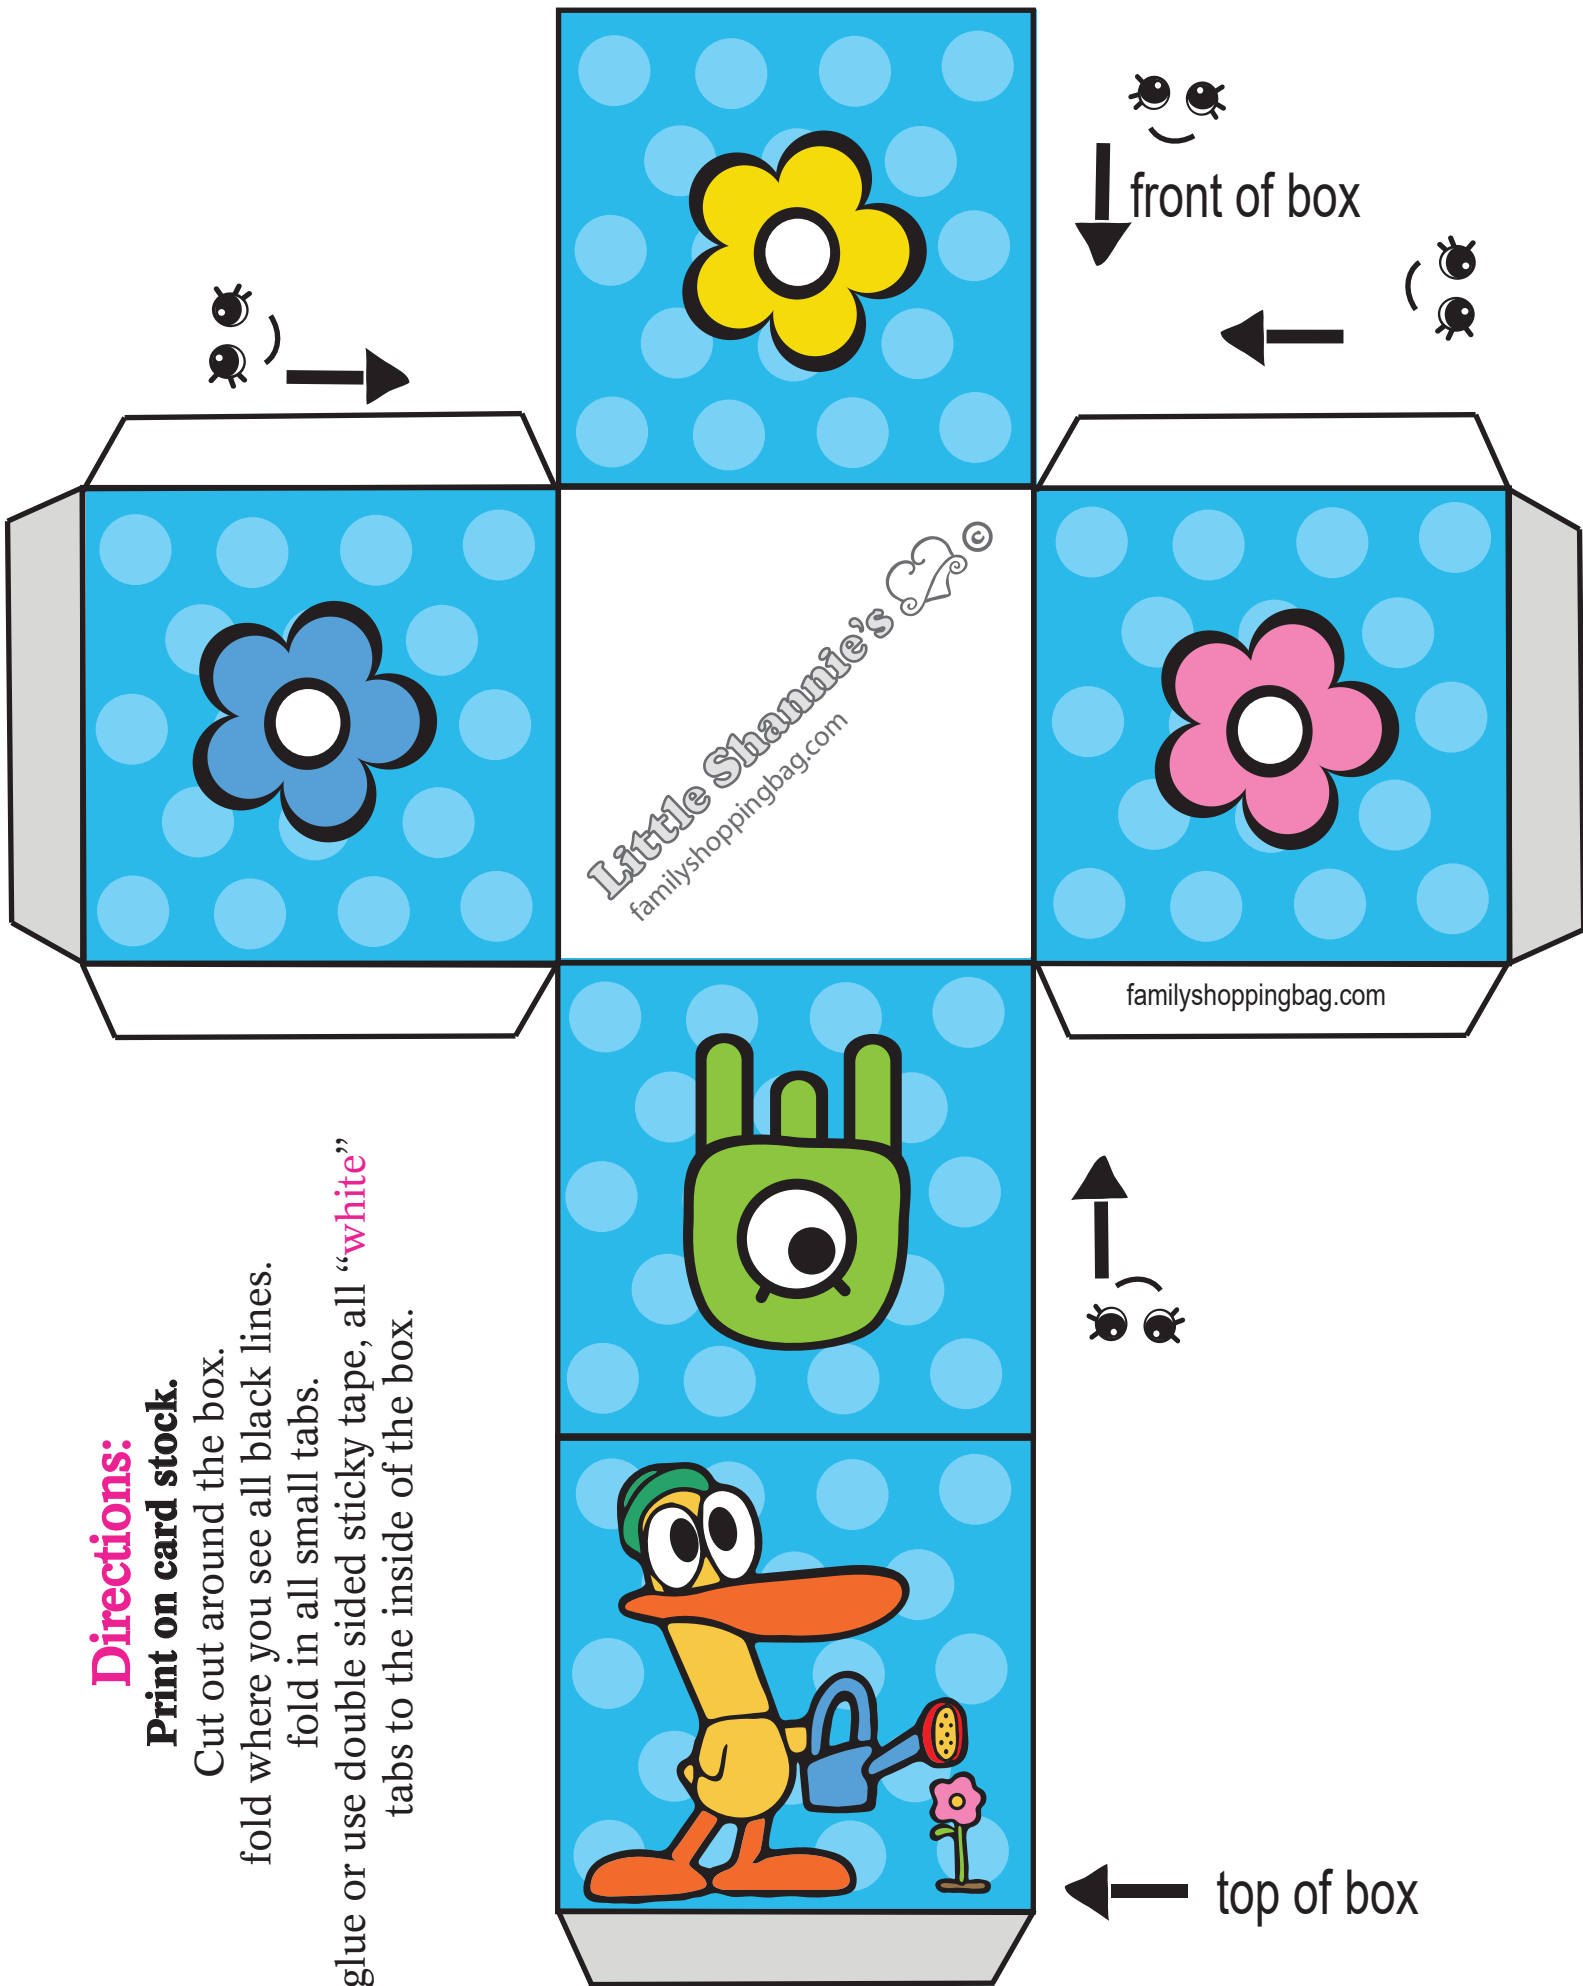 front of box
Little Shannie's ©
familyshoppingbag.com
familyshoppingbag.com
Directions:
Print on card stock.
Cut out around the box.
fold where you see all black lines.
fold in all small tabs.
glue or use double sided sticky tape, all “white”
tabs to the inside of the box.
top of box